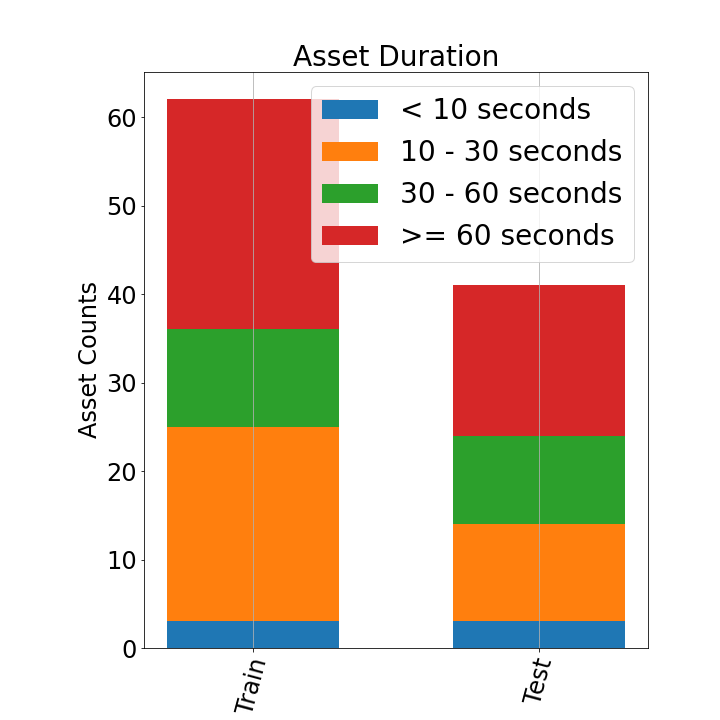 Asset Duration
< 10 seconds
10 - 30 seconds
30 - 60 seconds
>= 60 seconds
Asset Counts
60
50
40
30
20
10
0
Train
Test